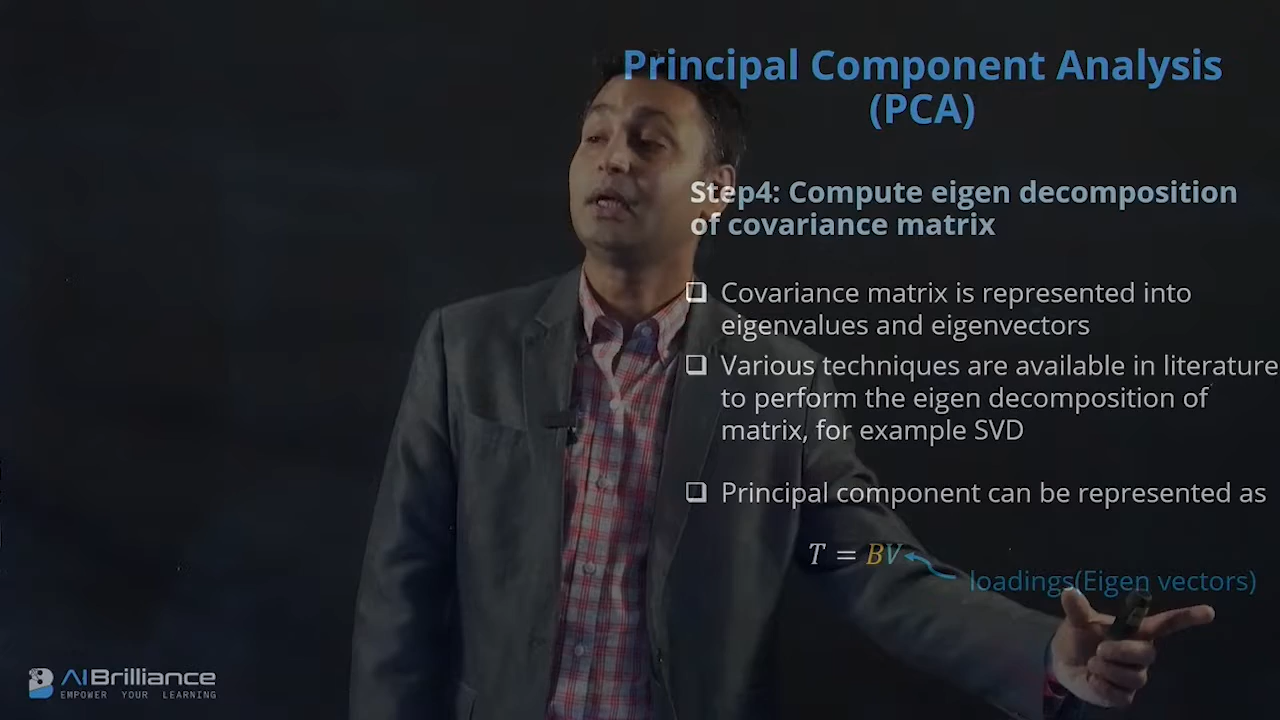 Principal Component Analysis
(PCA)
Step4: Compute eigen decomposition
of covariance matrix
❑ Covariance matrix is represented into
eigenvalues and eigenvectors
❑ Various techniques are available in literature
to perform the eigen decomposition of
matrix, for example SVD
❑ Principal component can be represented as
T = BV
loadings(Eigen vectors)
AIBrilliance
EMPOWER YOUR LEARNING